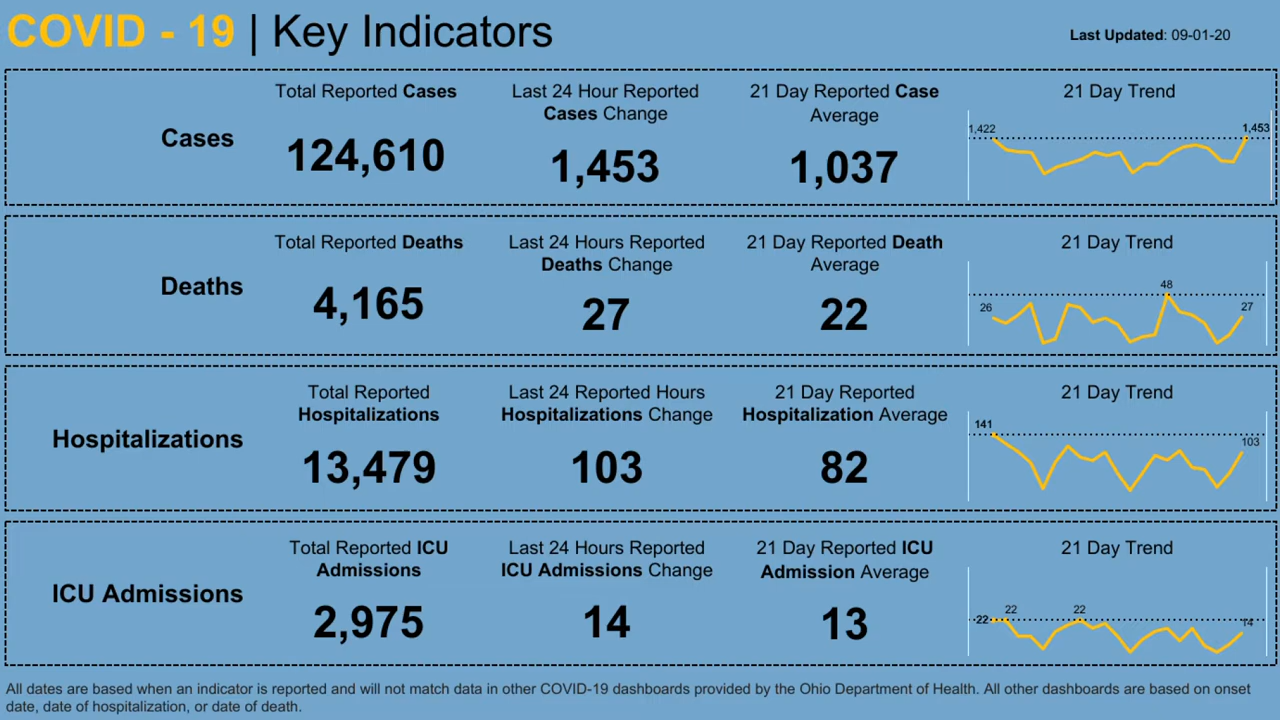 COVID - 19 | Key Indicators
Last Updated: 09-01-20
Cases
Total Reported Cases
124,610
Last 24 Hour Reported
Cases Change
1,453
21 Day Reported Case
Average
1,037
21 Day Trend
1,422
1,453
Deaths
Total Reported Deaths
4,165
Last 24 Hours Reported
Deaths Change
27
21 Day Reported Death
Average
22
21 Day Trend
26
48
27
Hospitalizations
Total Reported
Hospitalizations
13,479
Last 24 Reported Hours
Hospitalizations Change
103
21 Day Reported
Hospitalization Average
82
21 Day Trend
141
103
ICU Admissions
Total Reported ICU
Admissions
2,975
Last 24 Hours Reported
ICU Admissions Change
14
21 Day Reported ICU
Admission Average
13
21 Day Trend
22
22
22
14
All dates are based when an indicator is reported and will not match data in other COVID-19 dashboards provided by the Ohio Department of Health. All other dashboards are based on onset
date, date of hospitalization, or date of death.